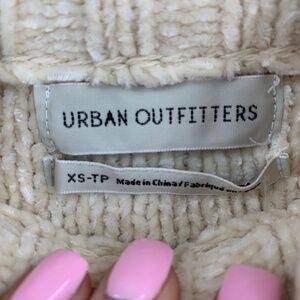 URBAN OUTFITTERS
XS-TP Made in China / Fabriqué